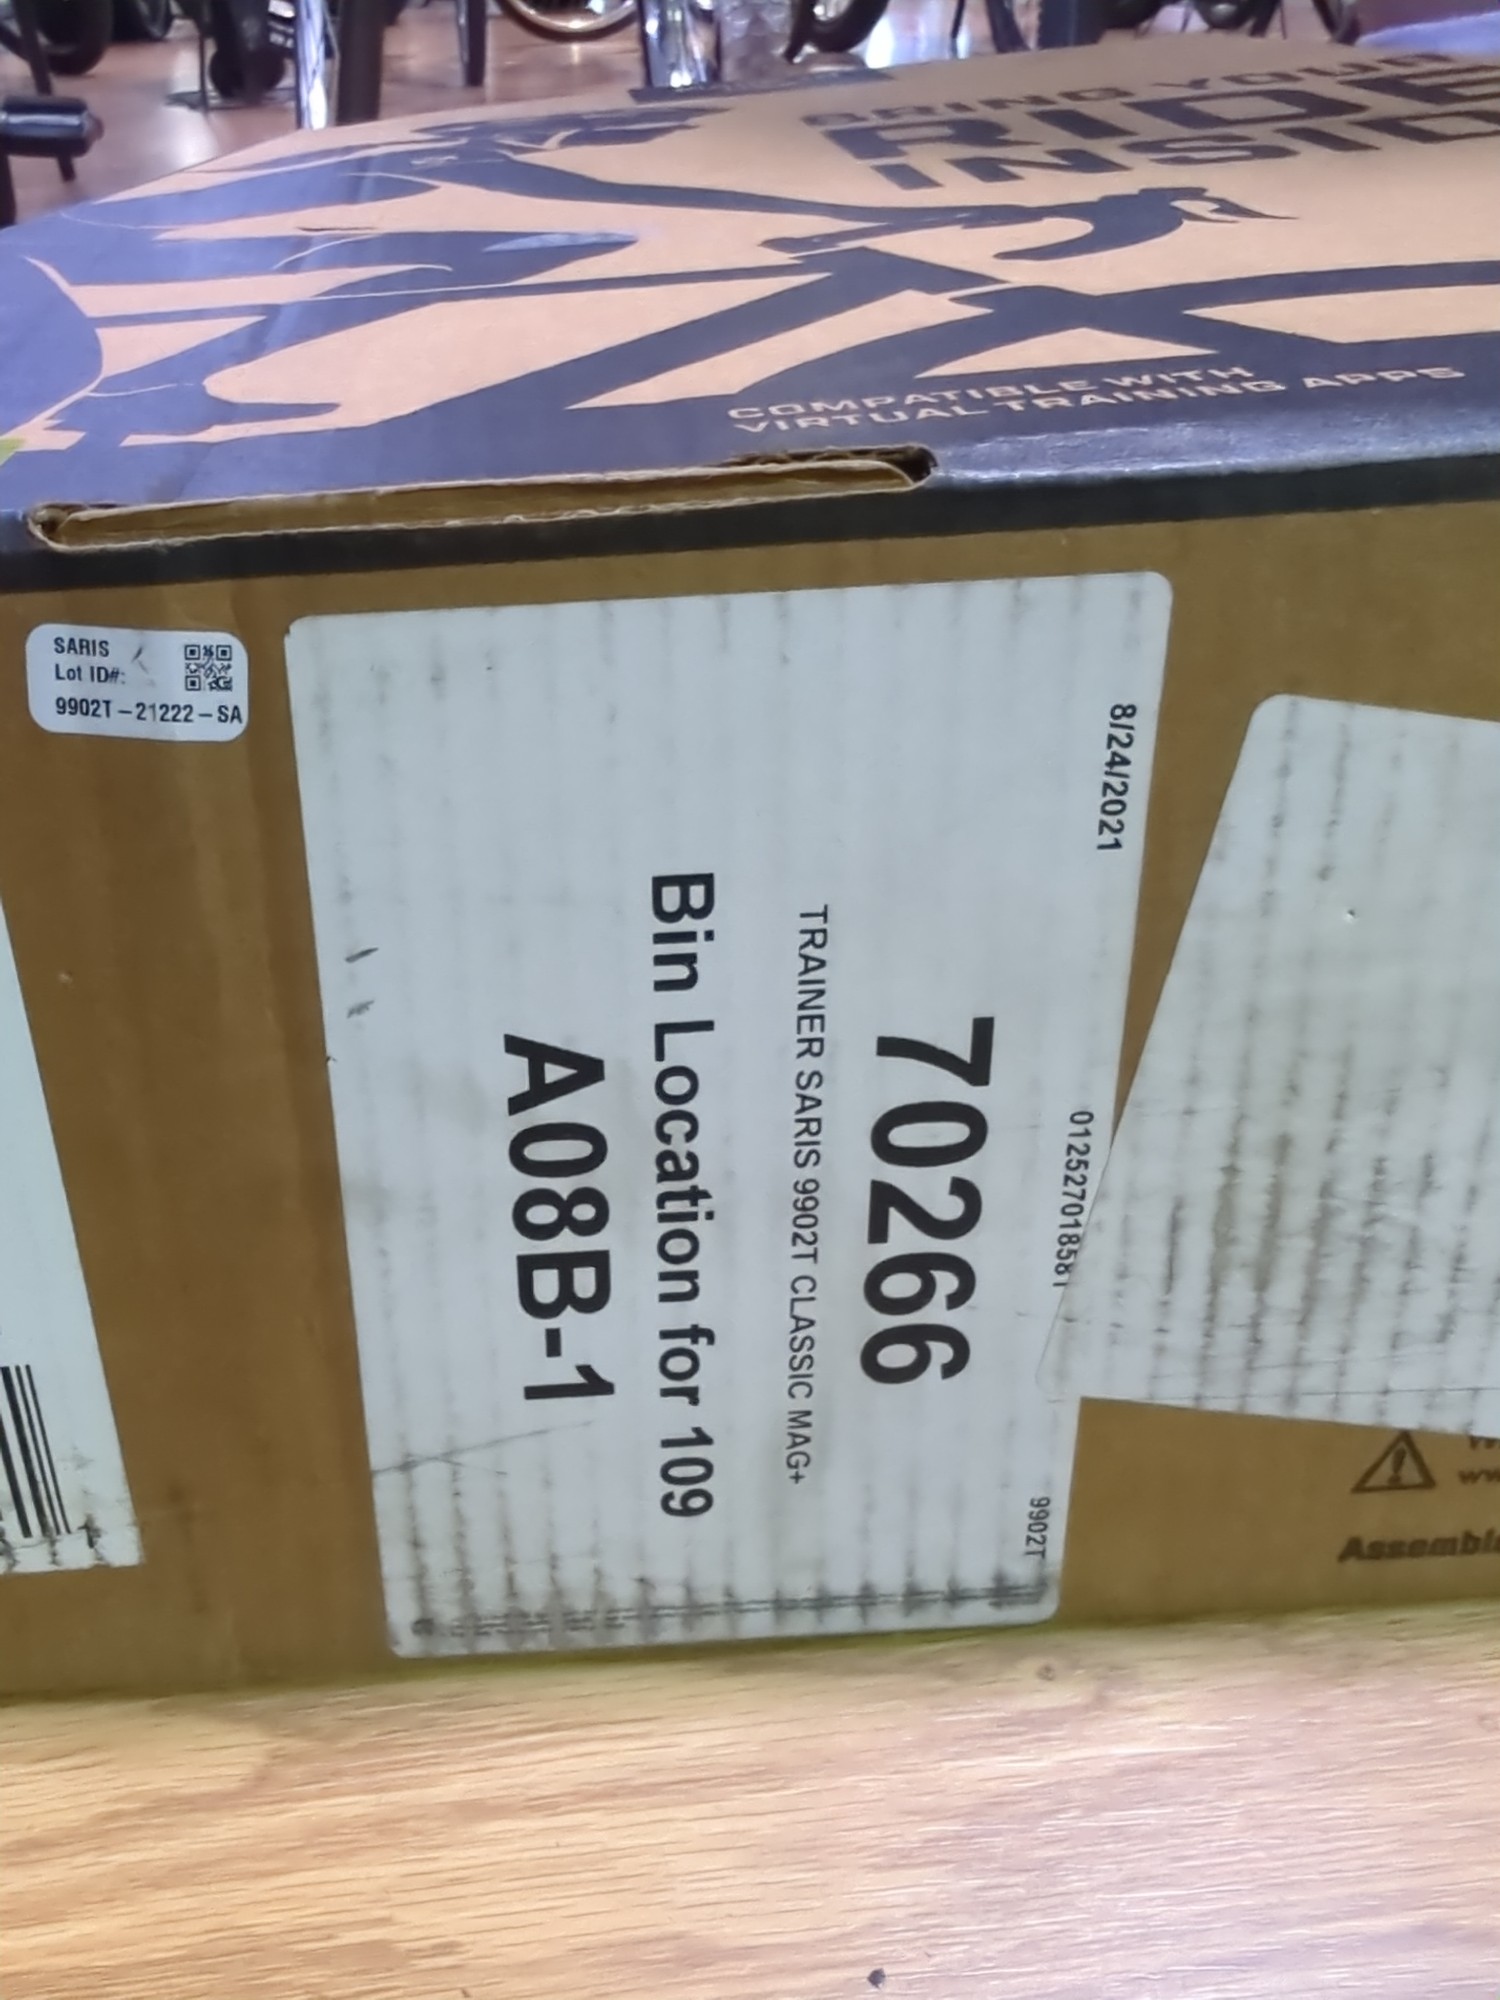 BRING YOUR
RIDE
INSIDE
COMPATIBLE WITH
VIRTUAL TRAINING APPS
SARIS
Lot ID#:
9902T-21222-SA
8/24/2021
012527018581
9902T
70266
TRAINER SARIS 9902T CLASSIC MAG+
Bin Location for 109
A08B-1